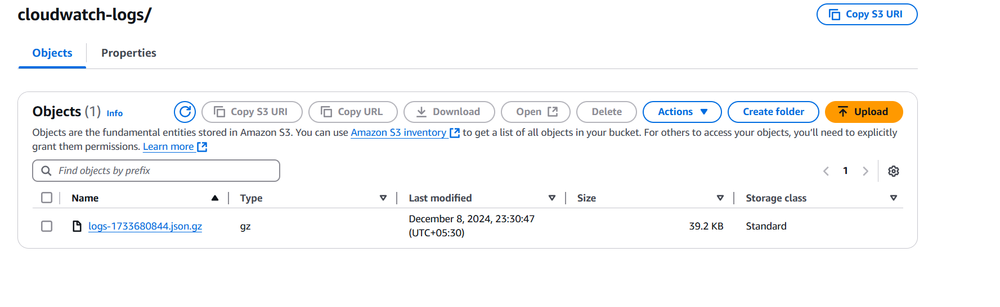 cloudwatch-logs/
Copy S3 URI
Objects
Properties
Objects (1) Info
Copy S3 URI
Copy URL
Download
Open
Delete
Actions
Create folder
Upload
Objects are the fundamental entities stored in Amazon S3. You can use Amazon S3 inventory to get a list of all objects in your bucket. For others to access your objects, you’ll need to explicitly
grant them permissions. Learn more
Find objects by prefix
1
Name
Type
Last modified
Size
Storage class
logs-1733680844.json.gz
gz
December 8, 2024, 23:30:47
(UTC+05:30)
39.2 KB
Standard